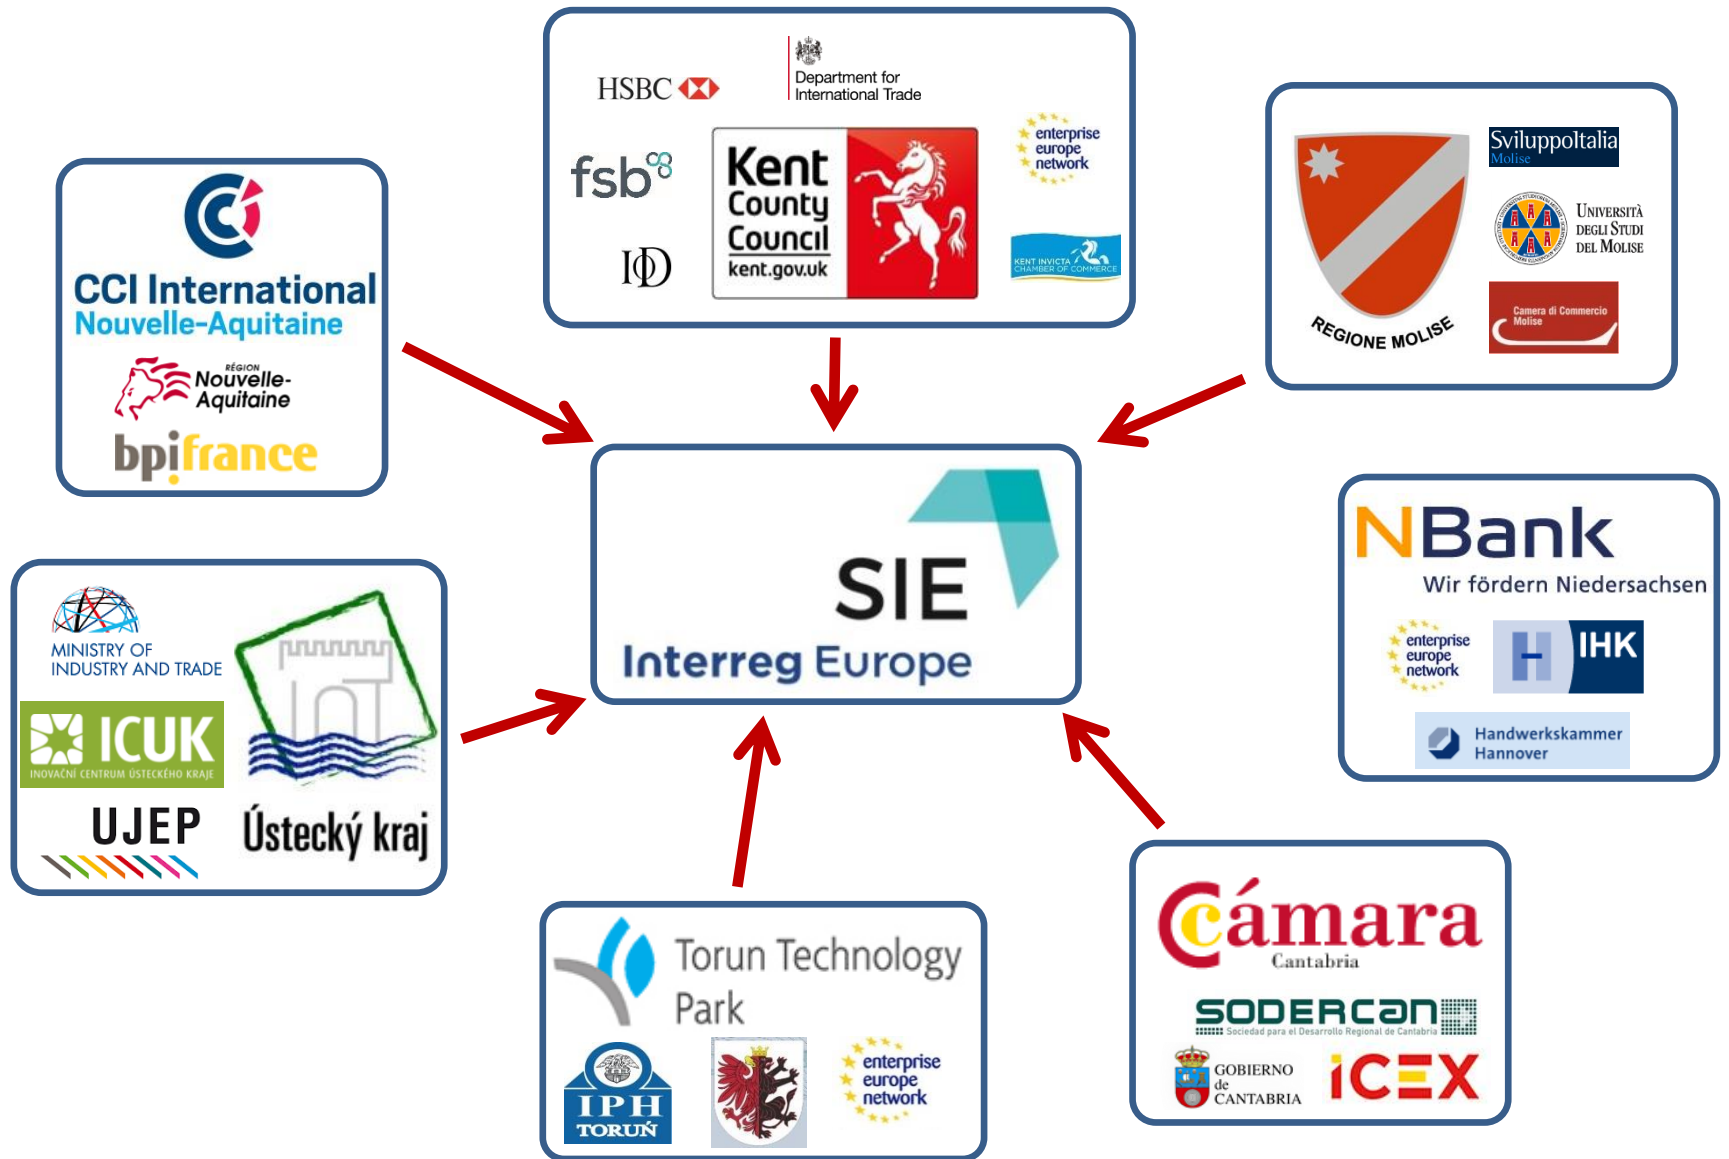 HSBC
Department for
International Trade
fsb
Kent
County
Council
kent.gov.uk
enterprise
europe
network
IoD
KENT INVICTA
CHAMBER OF COMMERCE
REGIONE MOLISE
SviluppoItalia
Molise
UNIVERSITÀ
DEGLI STUDI
DEL MOLISE
Camera di Commercio
Molise
CCI International
Nouvelle-Aquitaine
RÉGION
Nouvelle-
Aquitaine
bpifrance
SIE
Interreg Europe
NBank
Wir fördern Niedersachsen
enterprise
europe
network
H
IHK
Handwerkskammer
Hannover
MINISTRY OF
INDUSTRY AND TRADE
ICUK
INOVAČNÍ CENTRUM ÚSTECKÉHO KRAJE
UJEP
Ústecký kraj
Torun Technology
Park
IPH
TORUŃ
enterprise
europe
network
Cámara
Cantabria
SODERCAN
Sociedad para el Desarrollo Regional de Cantabria
GOBIERNO
de
CANTABRIA
ICEX